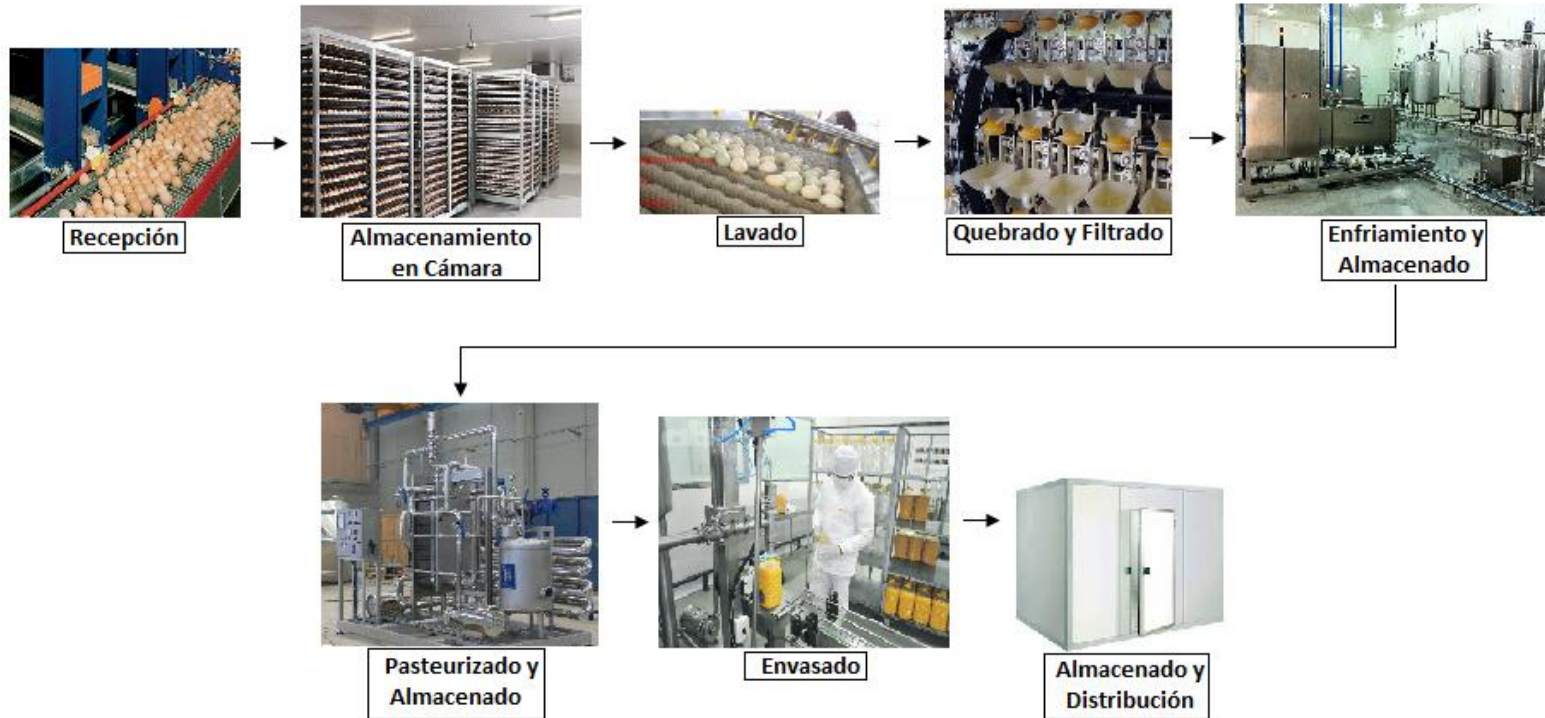 Recepción
Almacenamiento
en Cámara
Lavado
Quebrado y Filtrado
Enfriamiento y
Almacenado
Pasteurizado y
Almacenado
Envasado
Almacenado y
Distribución